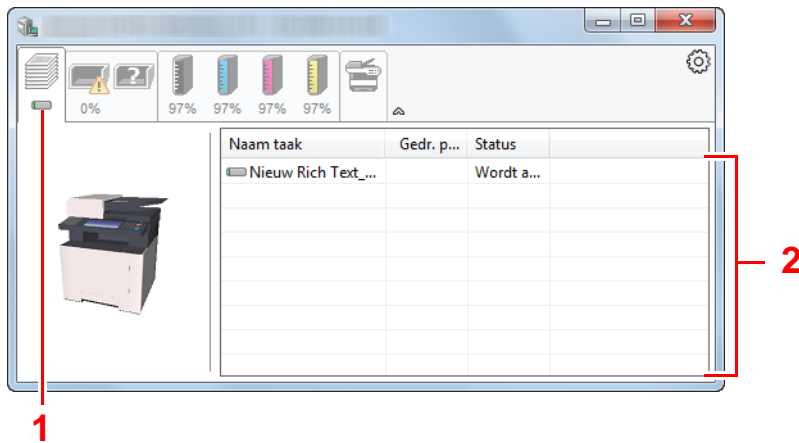 ?
0%
97%
97%
97%
97%
Naam taak
Gedr. p...
Status
Nieuw Rich Text_...
Wordt a...
2
1